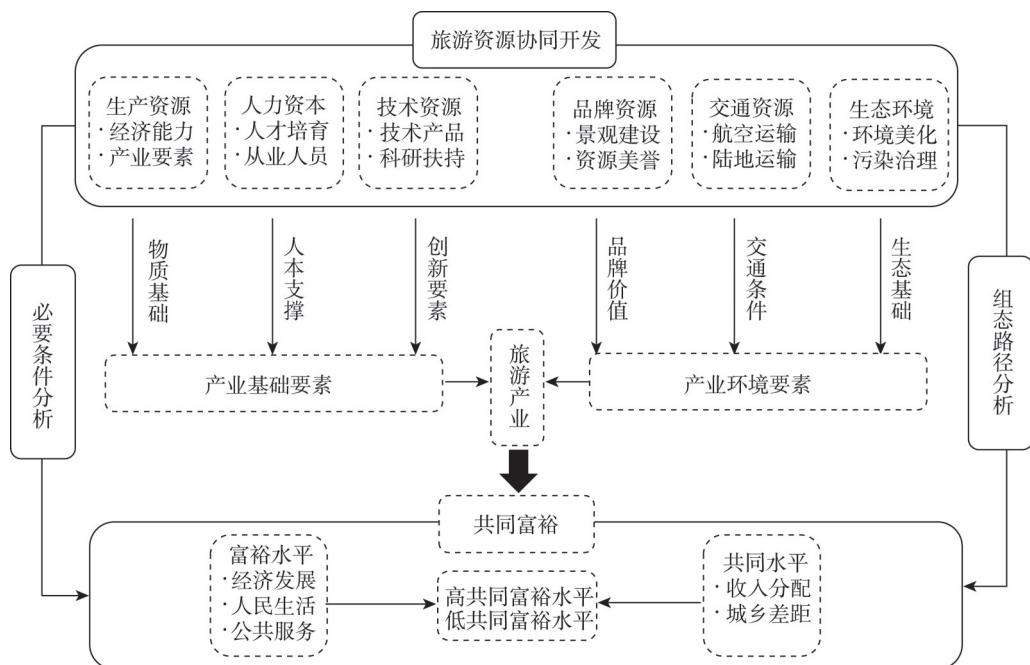 旅游资源协同开发
生产资源
·经济能力
·产业要素
人力资本
·人才培育
·从业人员
技术资源
·技术产品
·科研扶持
品牌资源
·景观建设
·资源美誉
交通资源
·航空运输
·陆地运输
生态环境
·环境美化
·污染治理
物质基础
人本支撑
创新要素
品牌价值
交通条件
生态基础
必要条件分析
组态路径分析
产业基础要素
旅游产业
产业环境要素
共同富裕
富裕水平
·经济发展
·人民生活
·公共服务
高共同富裕水平
低共同富裕水平
共同水平
·收入分配
·城乡差距